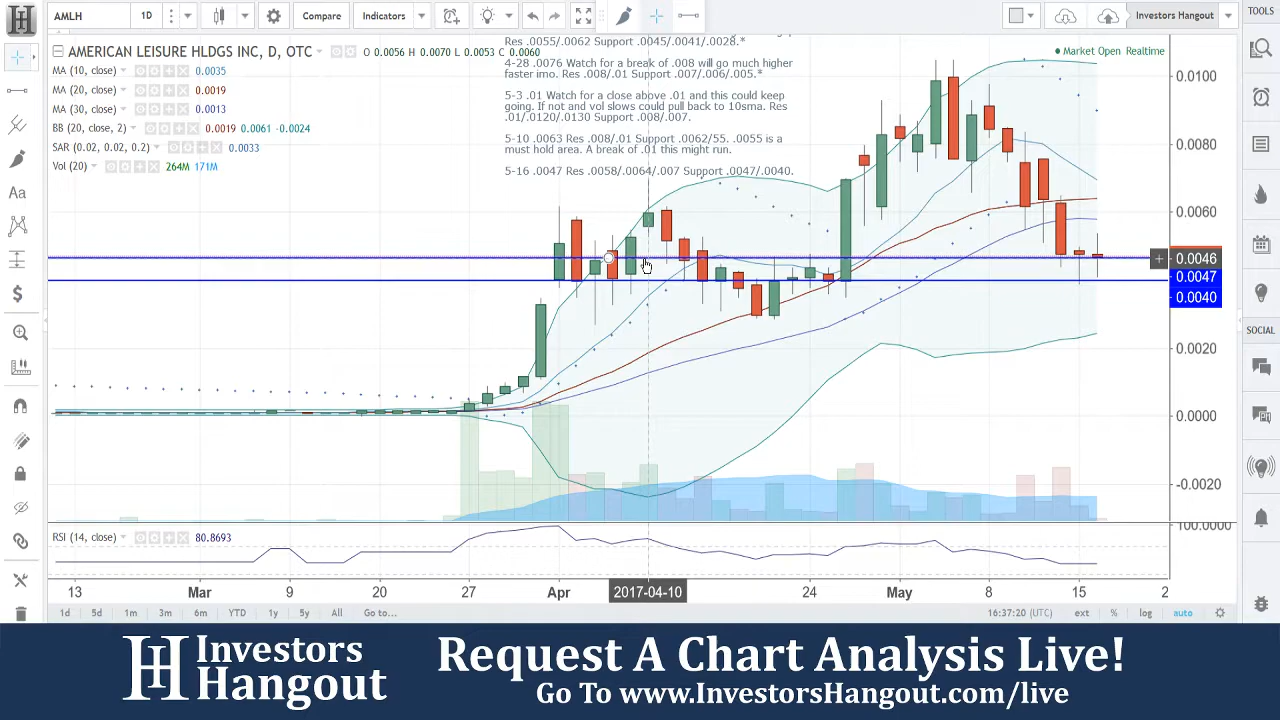 AMLH
1D
Compare
Indicators
Investors Hangout
TOOLS
AMERICAN LEISURE HLDGS INC, D, OTC
O 0.0056 H 0.0070 L 0.0053 C 0.0060
Market Open Realtime
MA (10, close) 0.0035
MA (20, close) 0.0019
MA (30, close) 0.0013
BB (20, close, 2) 0.0019 0.0061 -0.0024
SAR (0.02, 0.02, 0.2) 0.0033
Vol (20) 264M 171M
Res .0055/.0062 Support .0045/.0041/.0028.*
4-28 .0076 Watch for a break of .008 will go much higher
faster imo. Res .008/.01 Support .007/.006/.005.*
5-3 .01 Watch for a close above .01 and this could keep
going. If not and vol slows could pull back to 10sma. Res
.01/.0120/.0130 Support .008/.007.
5-10 .0063 Res .008/.01 Support .0062/55. .0055 is a
must hold area. A break of .01 this might run.
5-16 .0047 Res .0058/.0064/.007 Support .0047/.0040.
0.0100
0.0080
0.0060
0.0046
0.0047
0.0040
0.0020
0.0000
-0.0020
100.0000
SOCIAL
RSI (14, close) 80.8693
13 Mar 9 20 27 Apr 2017-04-10 24 May 8 15 2
1d 5d 1m 3m 6m YTD 1y 5y All Go to...
16:37:20 (UTC) ext % log auto
Investors
Hangout
Request A Chart Analysis Live!
Go To www.InvestorsHangout.com/live